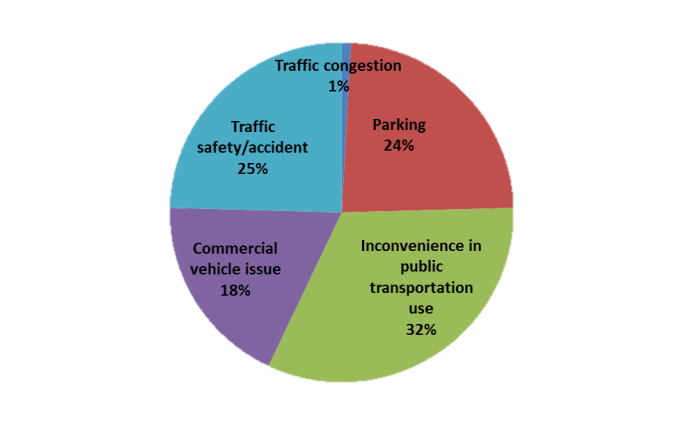 Traffic congestion
1%
Parking
24%
Inconvenience in
public
transportation
use
32%
Commercial
vehicle issue
18%
Traffic
safety/accident
25%